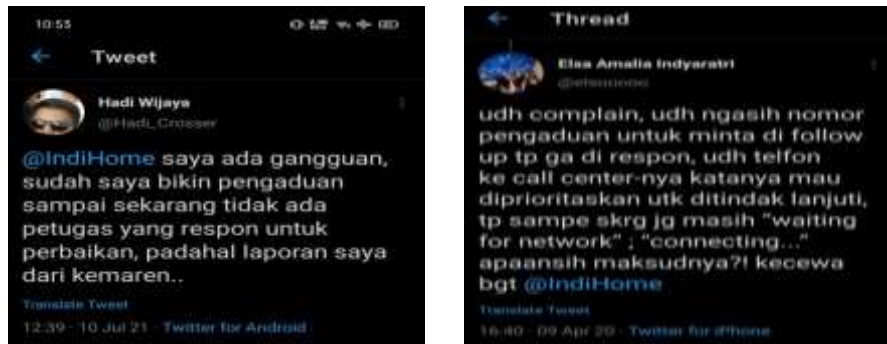 10:55
Tweet
Hadi Wijaya
@Hadi_Crosser
@IndiHome saya ada gangguan,
sudah saya bikin pengaduan
sampai sekarang tidak ada
petugas yang respon untuk
perbaikan, padahal laporan saya
dari kemaren..
Translate Tweet
12:39 · 10 Jul 21 · Twitter for Android
Thread
Elsa Amalia Indyaratri
udh complain, udh ngasih nomor
pengaduan untuk minta di follow
up tp ga di respon, udh telfon
ke call center-nya katanya mau
diprioritaskan utk ditindak lanjuti,
tp sampe skrg jg masih "waiting
for network" ; "connecting..."
apaansih maksudnya?! kecewa
bgt @IndiHome
Translate Tweet
16:40 · 09 Apr 20 · Twitter for iPhone